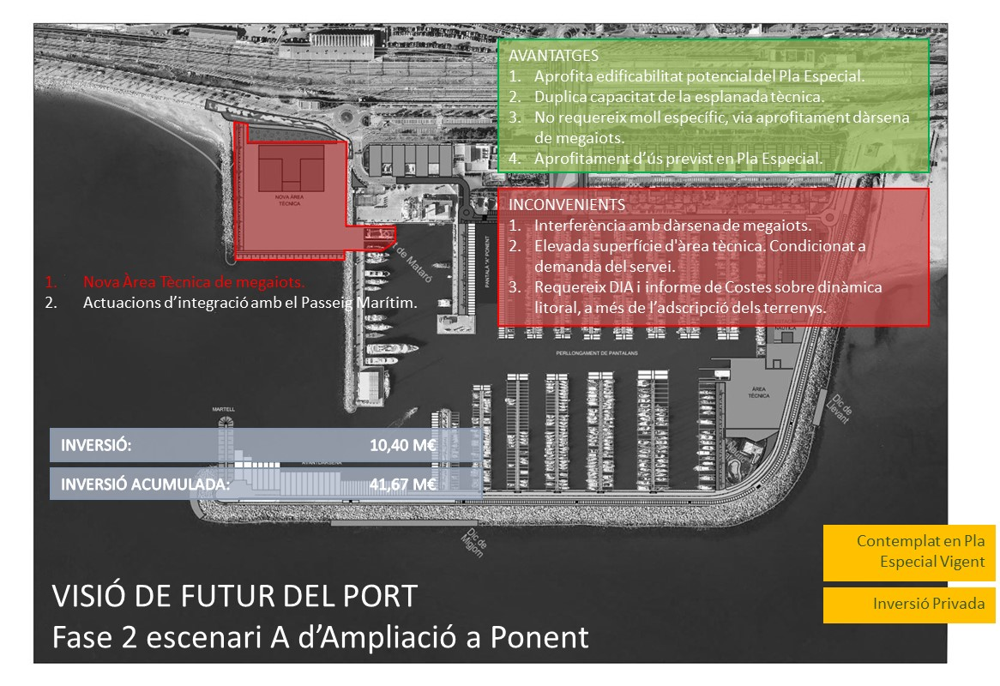 AVANTATGES
1. Aprofita edificabilitat potencial del Pla Especial.
2. Duplica capacitat de la esplanada tècnica.
3. No requereix moll específic, via aprofitament dàrsena
de megaiots.
4. Aprofitament d’ús previst en Pla Especial.
INCONVENIENTS
1. Interferència amb dàrsena de megaiots.
2. Elevada superfície d'àrea tècnica. Condicionat a
demanda del servei.
3. Requereix DIA i informe de Costes sobre dinàmica
litoral, a més de l’adscripció dels terrenys.
NOVA ÀREA
TÈCNICA
de Mataró
PANTALÀ "A" PONENT
1. Nova Àrea Tècnica de megaiots.
2. Actuacions d’integració amb el Passeig Marítim.
NÀUTICA
PERLLONGAMENT DE PANTALANS
ÀREA
TÈCNICA
Dic de
Llevant
MARTELL
INVERSIÓ: 10,40 M€
AVANTDÀRSENA
INVERSIÓ ACUMULADA: 41,67 M€
Dic de
Migjorn
Contemplat en Pla
Especial Vigent
Inversió Privada
VISIÓ DE FUTUR DEL PORT
Fase 2 escenari A d’Ampliació a Ponent